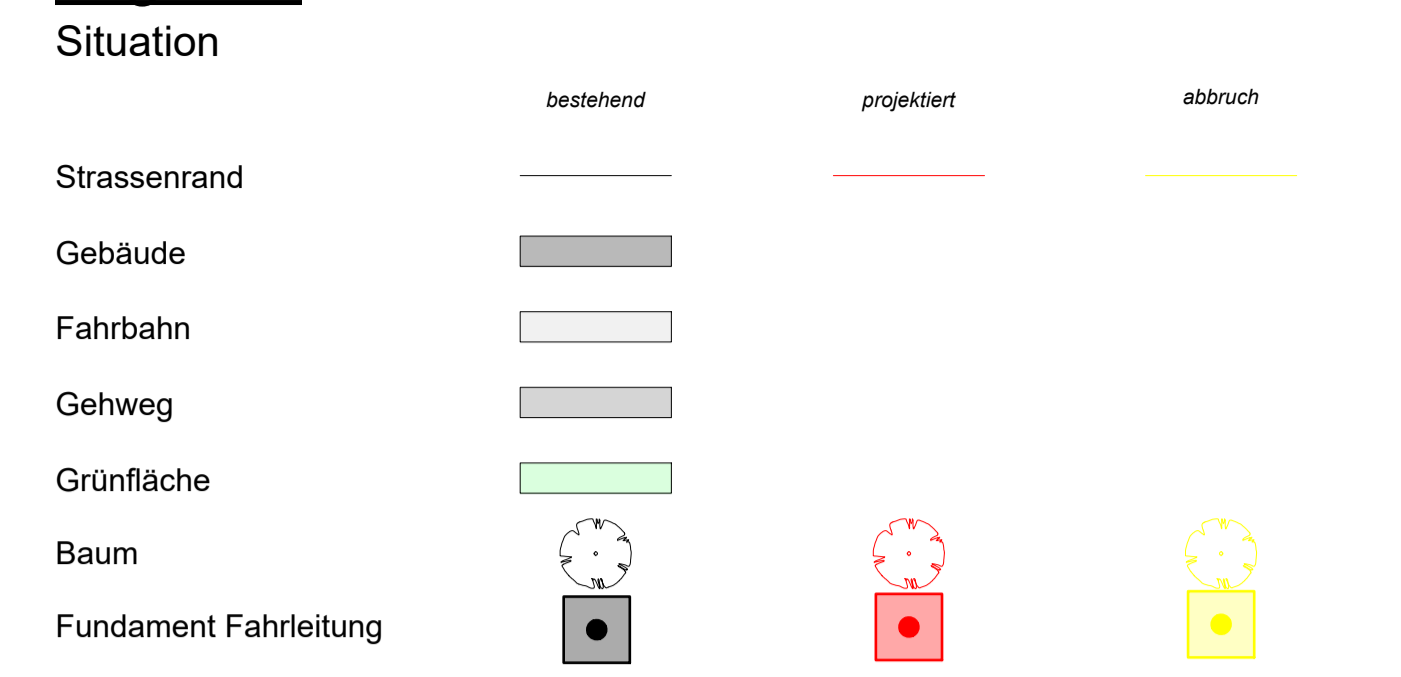 Situation
bestehend projektiert abbruch
Strassenrand
Gebäude
Fahrbahn
Gehweg
Grünfläche
Baum
Fundament Fahrleitung